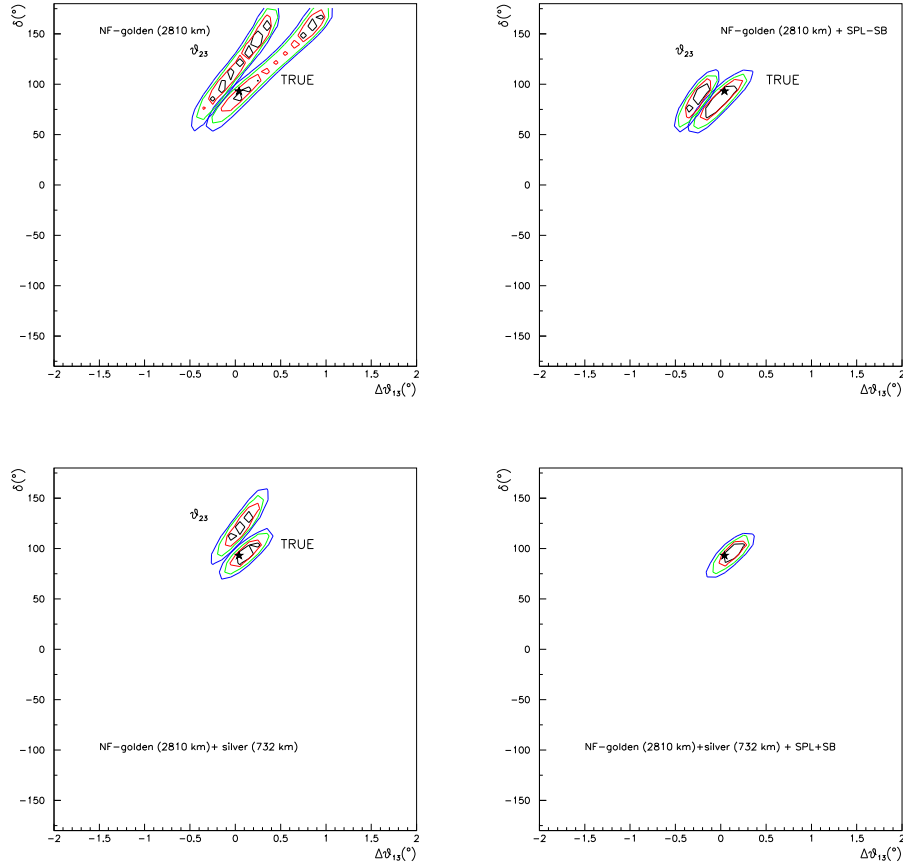 δ(°)
150
100
50
0
−50
−100
−150
NF−golden (2810 km)
ϑ23
TRUE
−2 −1.5 −1 −0.5 0 0.5 1 1.5 2
Δϑ13(°)
δ(°)
150
100
50
0
−50
−100
−150
NF−golden (2810 km) + SPL−SB
ϑ23
TRUE
−2 −1.5 −1 −0.5 0 0.5 1 1.5 2
Δϑ13(°)
δ(°)
150
100
50
0
−50
−100
−150
ϑ23
TRUE
NF−golden (2810 km)+ silver (732 km)
−2 −1.5 −1 −0.5 0 0.5 1 1.5 2
Δϑ13(°)
δ(°)
150
100
50
0
−50
−100
−150
NF−golden (2810 km)+silver (732 km) + SPL+SB
−2 −1.5 −1 −0.5 0 0.5 1 1.5 2
Δϑ13(°)